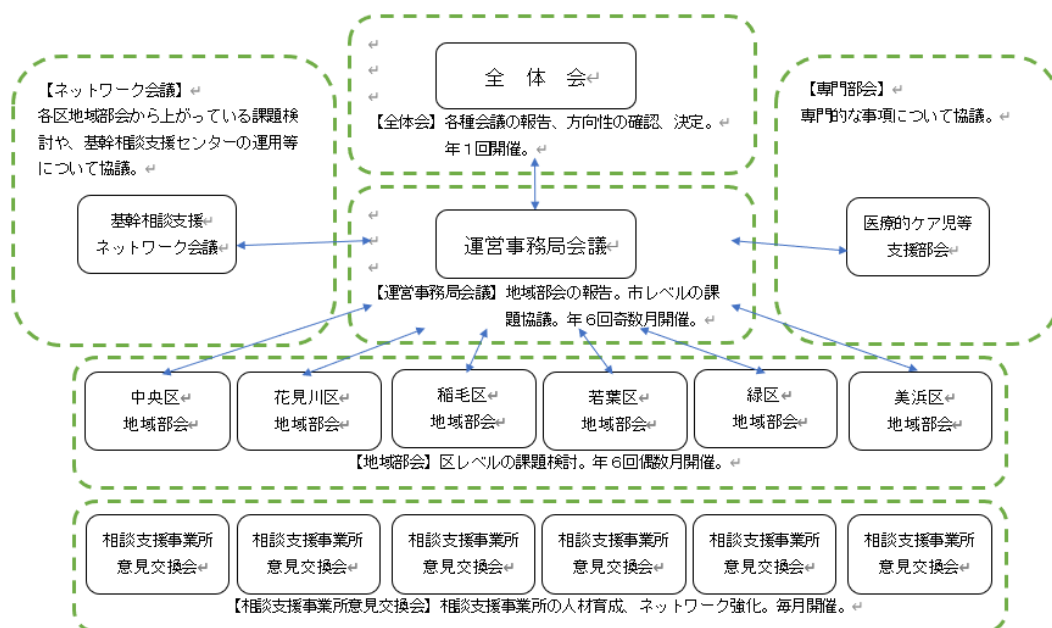 全　体　会
【全体会】各種会議の報告、方向性の確認、決定。
年１回開催。
【ネットワーク会議】
各区地域部会から上がっている課題検
討や、基幹相談支援センターの運用等
について協議。
基幹相談支援
ネットワーク会議
【専門部会】
専門的な事項について協議。
医療的ケア児等
支援部会
運営事務局会議
【運営事務局会議】地域部会の報告。市レベルの課
題協議。年６回奇数月開催。
中央区
地域部会
花見川区
地域部会
稲毛区
地域部会
若葉区
地域部会
緑区
地域部会
美浜区
地域部会
【地域部会】区レベルの課題検討。年６回偶数月開催。
相談支援事業所
意見交換会
相談支援事業所
意見交換会
相談支援事業所
意見交換会
相談支援事業所
意見交換会
相談支援事業所
意見交換会
相談支援事業所
意見交換会
【相談支援事業所意見交換会】相談支援事業所の人材育成、ネットワーク強化。毎月開催。